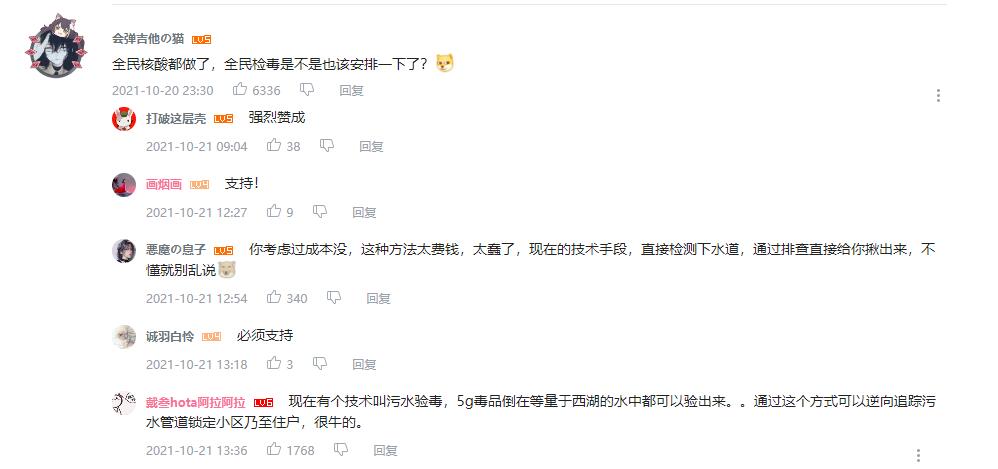 会弹吉他の猫 LV5
全民核酸都做了，全民检毒是不是也该安排一下了？
2021-10-20 23:30 6336 回复
打破这层壳 LV5 强烈赞成
2021-10-21 09:04 38 回复
画烟画 LV4 支持！
2021-10-21 12:27 9 回复
恶魔の息子 LV5 你考虑过成本没，这种方法太费钱，太蠢了，现在的技术手段，直接检测下水道，通过排查直接给你揪出来，不
懂就别乱说
2021-10-21 12:54 340 回复
诚羽白怜 LV4 必须支持
2021-10-21 13:18 3 回复
戴叁hota阿拉阿拉 LV6 现在有个技术叫污水验毒，5g毒品倒在等量于西湖的水中都可以验出来。。通过这个方式可以逆向追踪污
水管道锁定小区乃至住户，很牛的。
2021-10-21 13:36 1768 回复